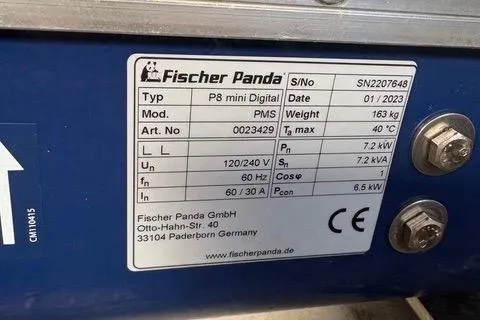 Fischer Panda
S/No SN2207648
Typ P8 mini Digital Date 01 / 2023
Mod. PMS Weight 163 kg
Art. No 0023429 Ta max 40 °C
L L Pn 7.2 kW
Un 120/240 V Sn 7.2 kVA
fn 60 Hz Cosφ 1
In 60 / 30 A Pcon 6.5 kW
Fischer Panda GmbH
Otto-Hahn-Str. 40
33104 Paderborn Germany
CE
www.fischerpanda.de
CM110415